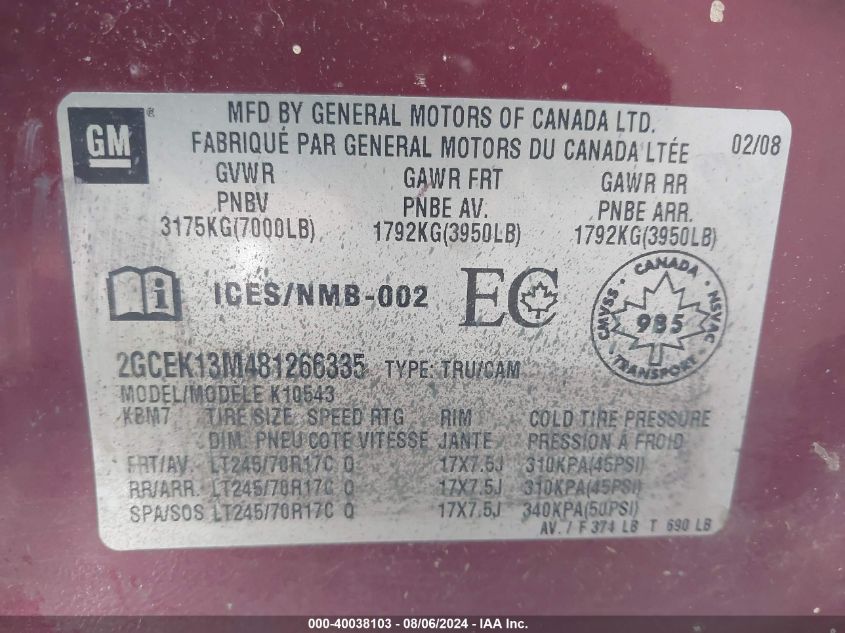 GM ®
MFD BY GENERAL MOTORS OF CANADA LTD.
FABRIQUÉ PAR GENERAL MOTORS DU CANADA LTÉE
02/08
GVWR GAWR FRT GAWR RR
PNBV PNBE AV. PNBE ARR.
3175KG(7000LB) 1792KG(3950LB) 1792KG(3950LB)
i ICES/NMB-002 EC
CMVSS CANADA NSVAC
985
TRANSPORT
2GCEK13M481266335 TYPE: TRU/CAM
MODEL/MODELE K10543
KBM7 TIRE SIZE SPEED RTG RIM COLD TIRE PRESSURE
DIM. PNEU COTE VITESSE JANTE PRESSION A FROID
FRT/AV. LT245/70R17C Q 17X7.5J 310KPA(45PSI)
RR/ARR. LT245/70R17C Q 17X7.5J 310KPA(45PSI)
SPA/SOS LT245/70R17C Q 17X7.5J 340KPA(50PSI)
AV. / F 374 LB T 690 LB
000-40038103 - 08/06/2024 - IAA Inc.